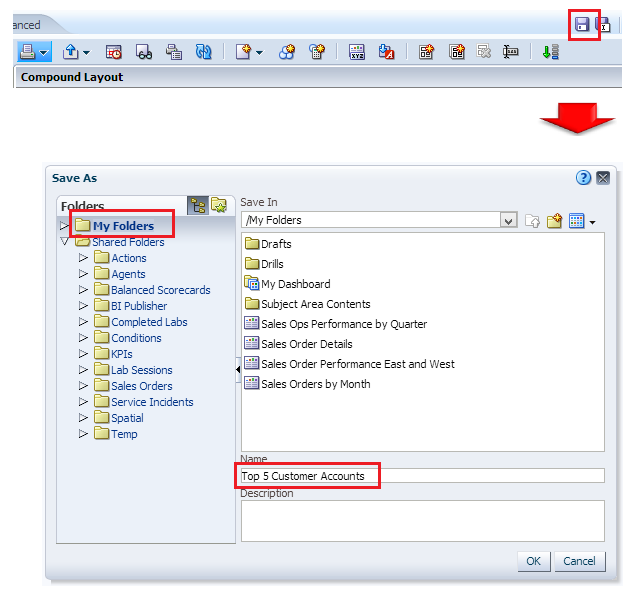 anced
Compound Layout
Save As
Folders
My Folders
Shared Folders
Actions
Agents
Balanced Scorecards
BI Publisher
Completed Labs
Conditions
KPIs
Lab Sessions
Sales Orders
Service Incidents
Spatial
Temp
Save In
/My Folders
Drafts
Drills
My Dashboard
Subject Area Contents
Sales Ops Performance by Quarter
Sales Order Details
Sales Order Performance East and West
Sales Orders by Month
Name
Top 5 Customer Accounts
Description
OK
Cancel